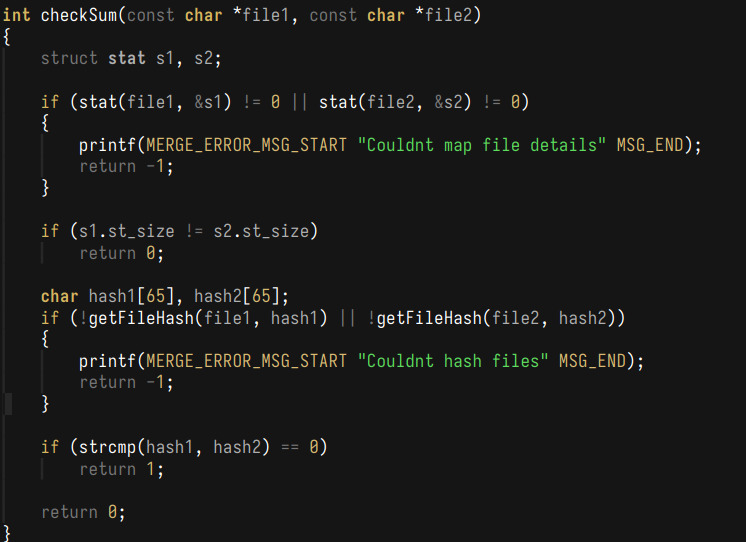 int checkSum(const char *file1, const char *file2)
{
    struct stat s1, s2;

    if (stat(file1, &s1) != 0 || stat(file2, &s2) != 0)
    {
        printf(MERGE_ERROR_MSG_START "Couldnt map file details" MSG_END);
        return -1;
    }

    if (s1.st_size != s2.st_size)
        return 0;

    char hash1[65], hash2[65];
    if (!getFileHash(file1, hash1) || !getFileHash(file2, hash2))
    {
        printf(MERGE_ERROR_MSG_START "Couldnt hash files" MSG_END);
        return -1;
    }

    if (strcmp(hash1, hash2) == 0)
        return 1;

    return 0;
}